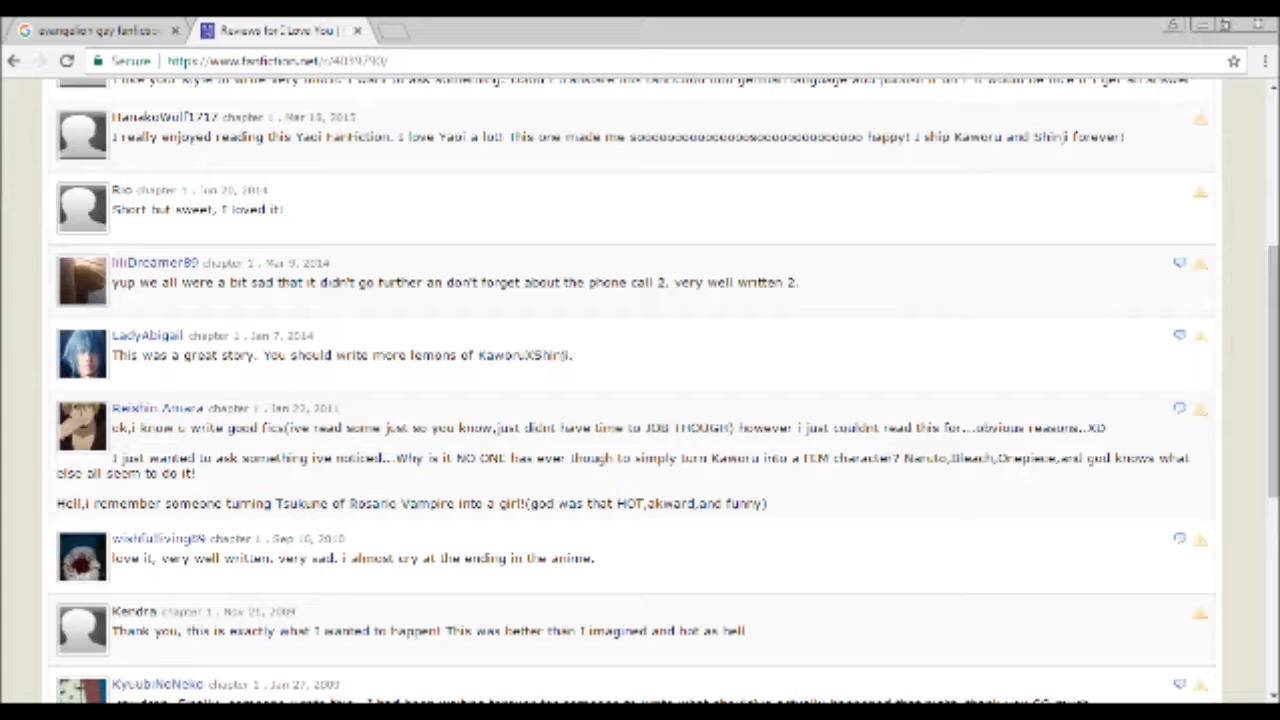 evangelion gay fanfiction
Reviews for I Love You |
Secure https://www.fanfiction.net/r/4039790/
HanakoWolf1717 chapter 1 . Mar 18, 2015
I really enjoyed reading this Yaoi FanFiction. I love Yaoi a lot! This one made me happy! I ship Kaworu and Shinji forever!
Rio chapter 1 . Jun 20, 2014
Short but sweet, I loved it!
chapter 1 . Mar 9, 2014
yup we all were a bit sad that it didn't go further an don't forget about the phone call 2. very well written 2.
LadyAbigail chapter 1 . Jan 7, 2014
This was a great story. You should write more lemons of KaworuXShinji.
Reishin Amara chapter 1 . Jan 22, 2011
ok,i know u write good fics(ive read some just so you know,just didnt have time to JOB THOUGH) however i just couldnt read this for...obvious reasons..XD
I just wanted to ask something ive noticed...Why is it NO ONE has ever though to simply turn Kaworu into a FEM character? Naruto,Bleach,Onepiece,and god knows what
else all seem to do it!
Hell,i remember someone turning Tsukune of Rosario Vampire into a girl!(god was that HOT,akward,and funny)
wishfulliving89 chapter 1 . Sep 16, 2010
love it, very well written. very sad. i almost cry at the ending in the anime.
Kendra chapter 1 . Nov 21, 2009
Thank you, this is exactly what I wanted to happen! This was better than I imagined and hot as hell
KyuubiNoNeko chapter 1 . Jan 27, 2009